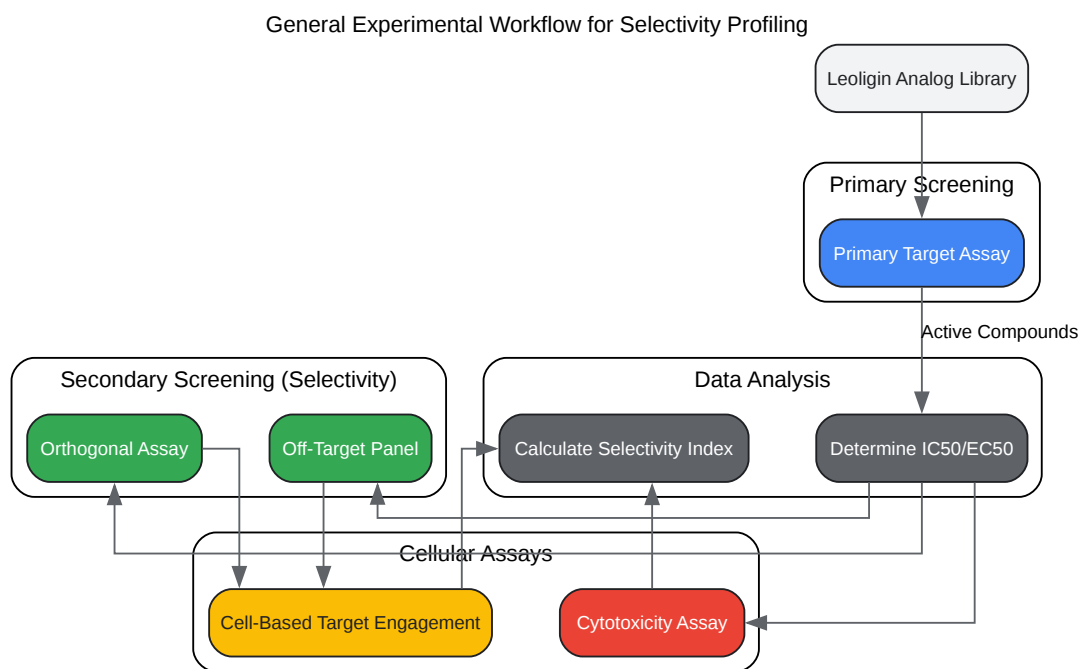 General Experimental Workflow for Selectivity Profiling
Leoligin Analog Library
Primary Screening
Primary Target Assay
Active Compounds
Secondary Screening (Selectivity)
Orthogonal Assay
Off-Target Panel
Data Analysis
Calculate Selectivity Index
Determine IC50/EC50
Cellular Assays
Cell-Based Target Engagement
Cytotoxicity Assay